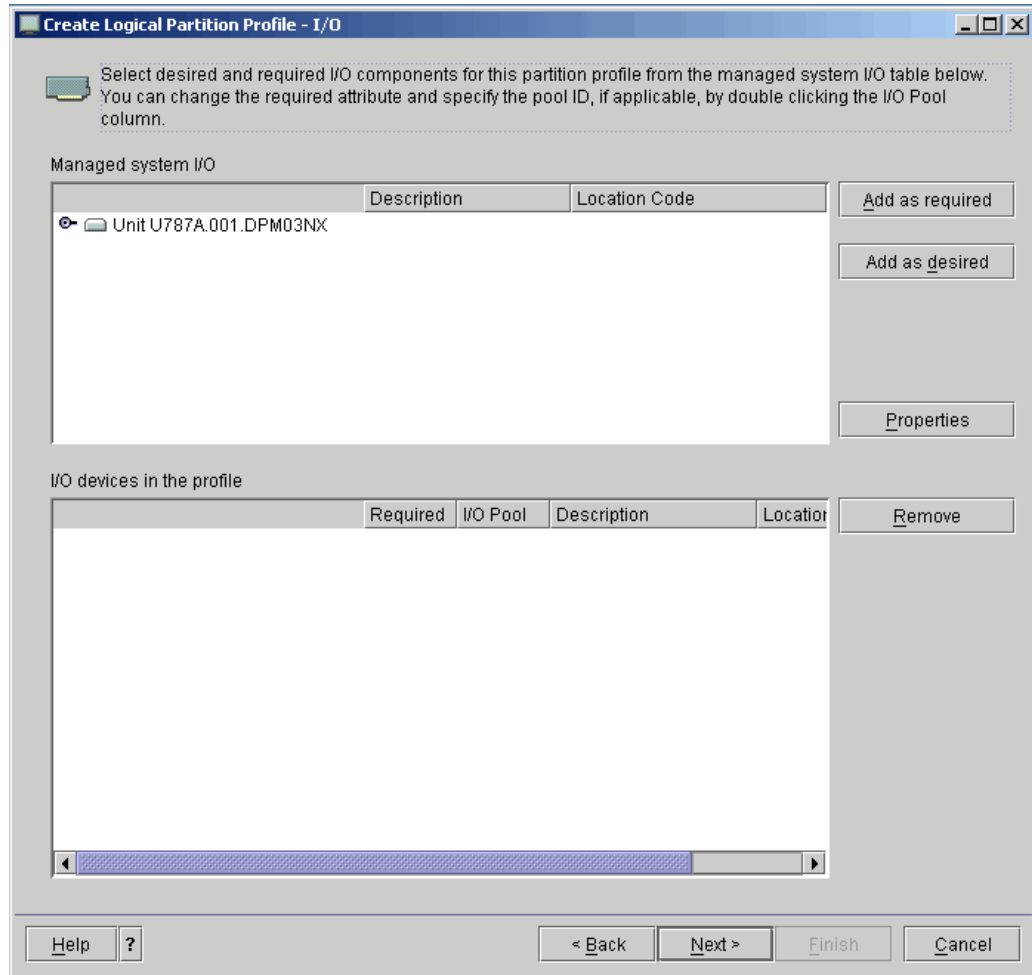 Create Logical Partition Profile - I/O
Select desired and required I/O components for this partition profile from the managed system I/O table below.
You can change the required attribute and specify the pool ID, if applicable, by double clicking the I/O Pool
column.
Managed system I/O
Description Location Code
Unit U787A.001.DPM03NX
Add as required
Add as desired
Properties
I/O devices in the profile
Required I/O Pool Description Location
Remove
Help ? < Back Next > Finish Cancel